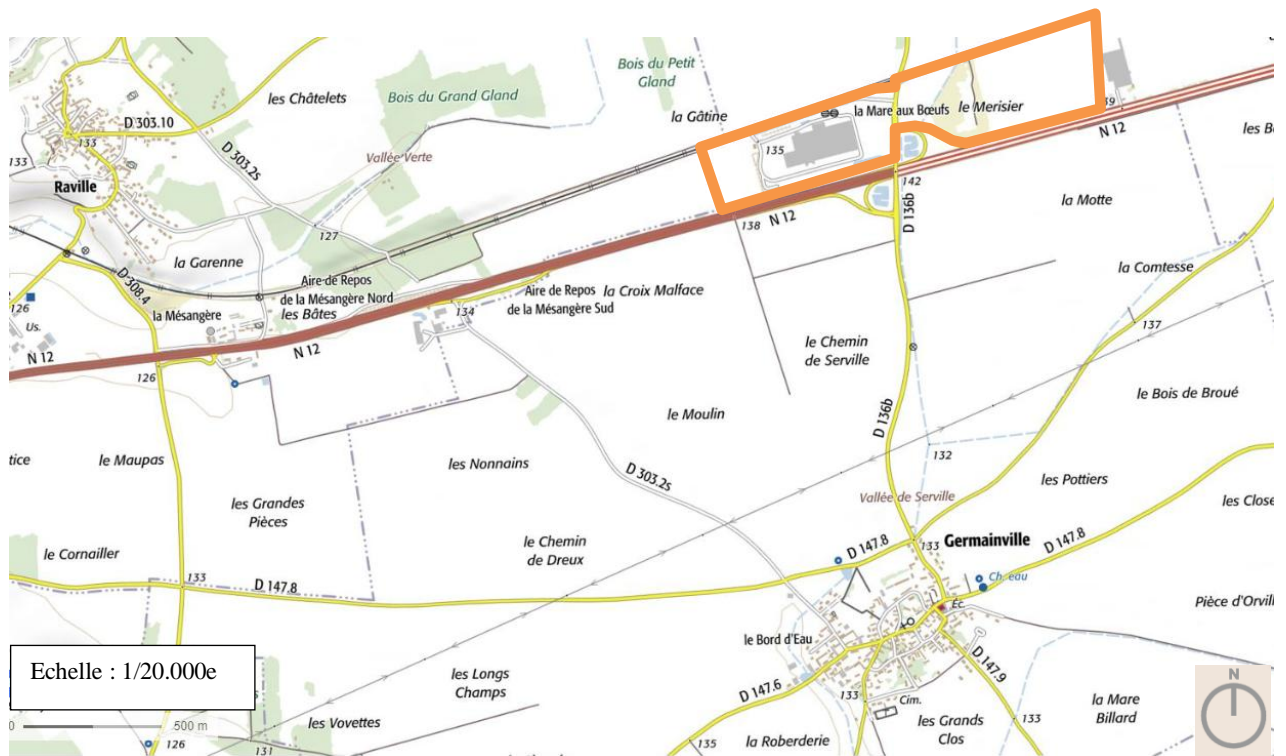 Bois du Petit
Gland
les Châtelets
Bois du Grand Gland
la Mare aux Bœufs
le Merisier
la Gâtine
D 303.10
133
139
N 12
les B
133
D 303.2s
135
Vallée Verte
Raville
142
la Motte
138
N 12
D 136b
127
la Garenne
la Comtesse
Aire de Repos
de la Mésangère Nord
Aire de Repos
de la Mésangère Sud
la Croix Malface
D 308.4
126
la Mésangère
les Bâtes
134
137
Us.
le Chemin
de Serville
N 12
N 12
126
le Bois de Broué
le Moulin
D 136b
132
tice
le Maupas
les Nonnains
D 303.2s
les Pottiers
Vallée de Serville
les Grandes
Pièces
les Close
le Cornailler
le Chemin
de Dreux
133
Germainville
D 147.8
D 147.8
133
D 147.8
Ch. eau
Éc.
Pièce d'Orvill
le Bord d'Eau
Echelle : 1/20.000e
les Longs
Champs
D 147.9
D 147.6
133
Cim.
la Mare
Billard
N
0
500 m
les Vovettes
les Grands
Clos
133
126
131
135
la Roberderie